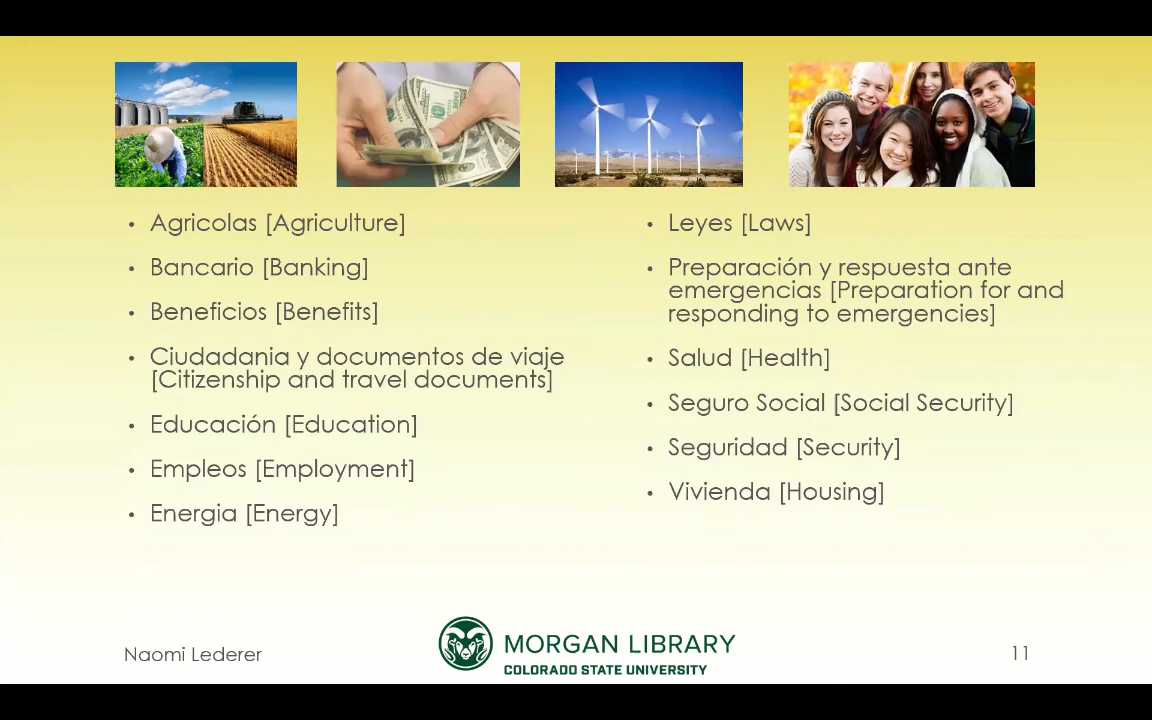 Agricolas [Agriculture]
Bancario [Banking]
Beneficios [Benefits]
Ciudadania y documentos de viaje
[Citizenship and travel documents]
Educación [Education]
Empleos [Employment]
Energia [Energy]
Leyes [Laws]
Preparación y respuesta ante
emergencias [Preparation for and
responding to emergencies]
Salud [Health]
Seguro Social [Social Security]
Seguridad [Security]
Vivienda [Housing]
Naomi Lederer
MORGAN LIBRARY
COLORADO STATE UNIVERSITY
11